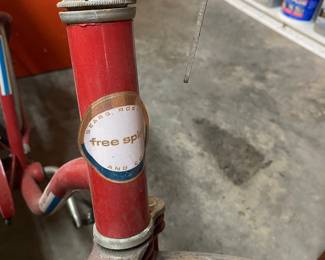 SEARS, ROE
free spi
AND C